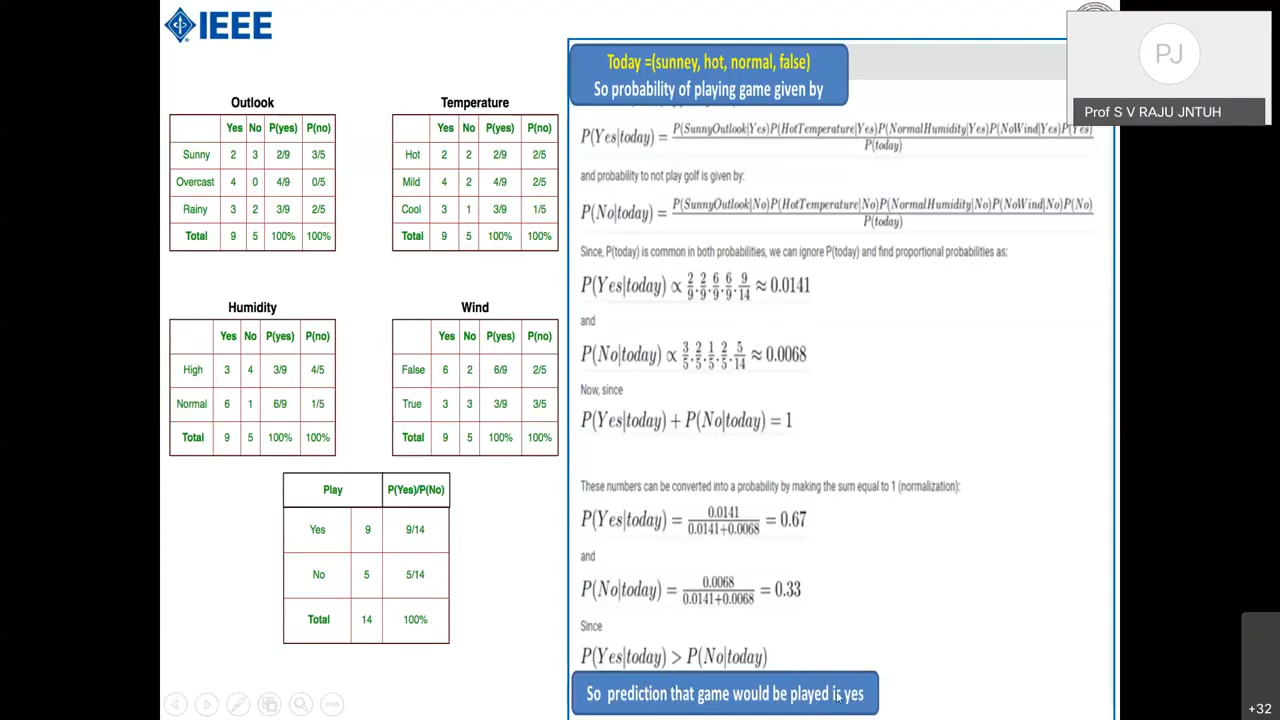 IEEE
Today =(sunney, hot, normal, false)
So probability of playing game given by
PJ
Prof S V RAJU JNTUH
Outlook
Yes No P(yes) P(no)
Sunny 2 3 2/9 3/5
Overcast 4 0 4/9 0/5
Rainy 3 2 3/9 2/5
Total 9 5 100% 100%
Temperature
Yes No P(yes) P(no)
Hot 2 2 2/9 2/5
Mild 4 2 4/9 2/5
Cool 3 1 3/9 1/5
Total 9 5 100% 100%
Humidity
Yes No P(yes) P(no)
High 3 4 3/9 4/5
Normal 6 1 6/9 1/5
Total 9 5 100% 100%
Wind
Yes No P(yes) P(no)
False 6 2 6/9 2/5
True 3 3 3/9 3/5
Total 9 5 100% 100%
Play P(Yes)/P(No)
Yes 9 9/14
No 5 5/14
Total 14 100%
P(Yes|today) = P(SunnyOutlook|Yes)P(HotTemperature|Yes)P(NormalHumidity|Yes)P(NoWind|Yes)P(Yes) / P(today)
and probability to not play golf is given by:
P(No|today) = P(SunnyOutlook|No)P(HotTemperature|No)P(NormalHumidity|No)P(NoWind|No)P(No) / P(today)
Since, P(today) is common in both probabilities, we can ignore P(today) and find proportional probabilities as:
P(Yes|today) ∝ 2/9 . 2/9 . 6/9 . 6/9 . 9/14 ≈ 0.0141
and
P(No|today) ∝ 3/5 . 2/5 . 1/5 . 2/5 . 5/14 ≈ 0.0068
Now, since
P(Yes|today) + P(No|today) = 1
These numbers can be converted into a probability by making the sum equal to 1 (normalization):
P(Yes|today) = 0.0141 / 0.0141+0.0068 = 0.67
and
P(No|today) = 0.0068 / 0.0141+0.0068 = 0.33
Since
P(Yes|today) > P(No|today)
So prediction that game would be played is yes
+32